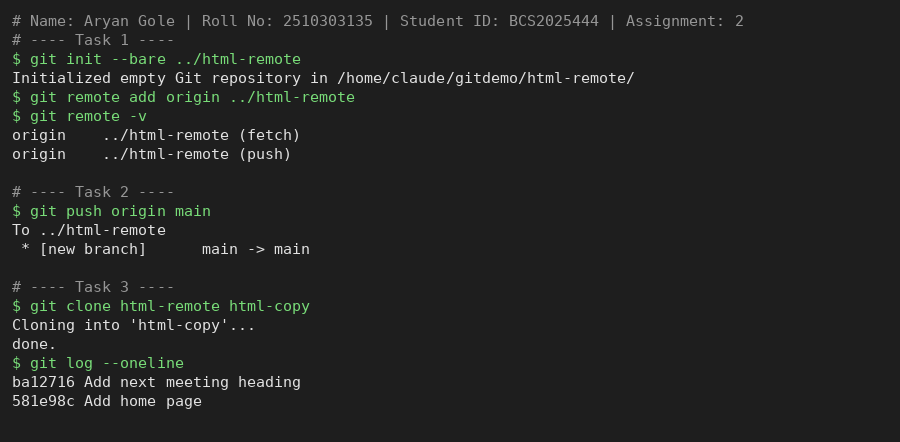 # Name: Aryan Gole | Roll No: 2510303135 | Student ID: BCS2025444 | Assignment: 2
# ---- Task 1 ----
$ git init --bare ../html-remote
Initialized empty Git repository in /home/claude/gitdemo/html-remote/
$ git remote add origin ../html-remote
$ git remote -v
origin    ../html-remote (fetch)
origin    ../html-remote (push)

# ---- Task 2 ----
$ git push origin main
To ../html-remote
 * [new branch]      main -> main

# ---- Task 3 ----
$ git clone html-remote html-copy
Cloning into 'html-copy'...
done.
$ git log --oneline
ba12716 Add next meeting heading
581e98c Add home page